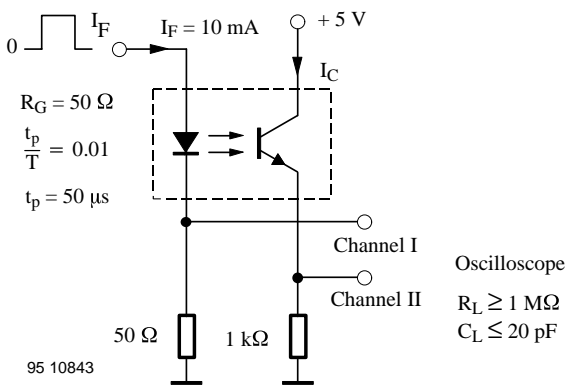 + 5 V
0
I_F
I_F = 10 mA
I_C
R_G = 50 Ω
t_p
T
= 0.01
t_p = 50 µs
Channel I
Channel II
Oscilloscope
R_L ≥ 1 MΩ
C_L ≤ 20 pF
50 Ω
1 kΩ
95 10843